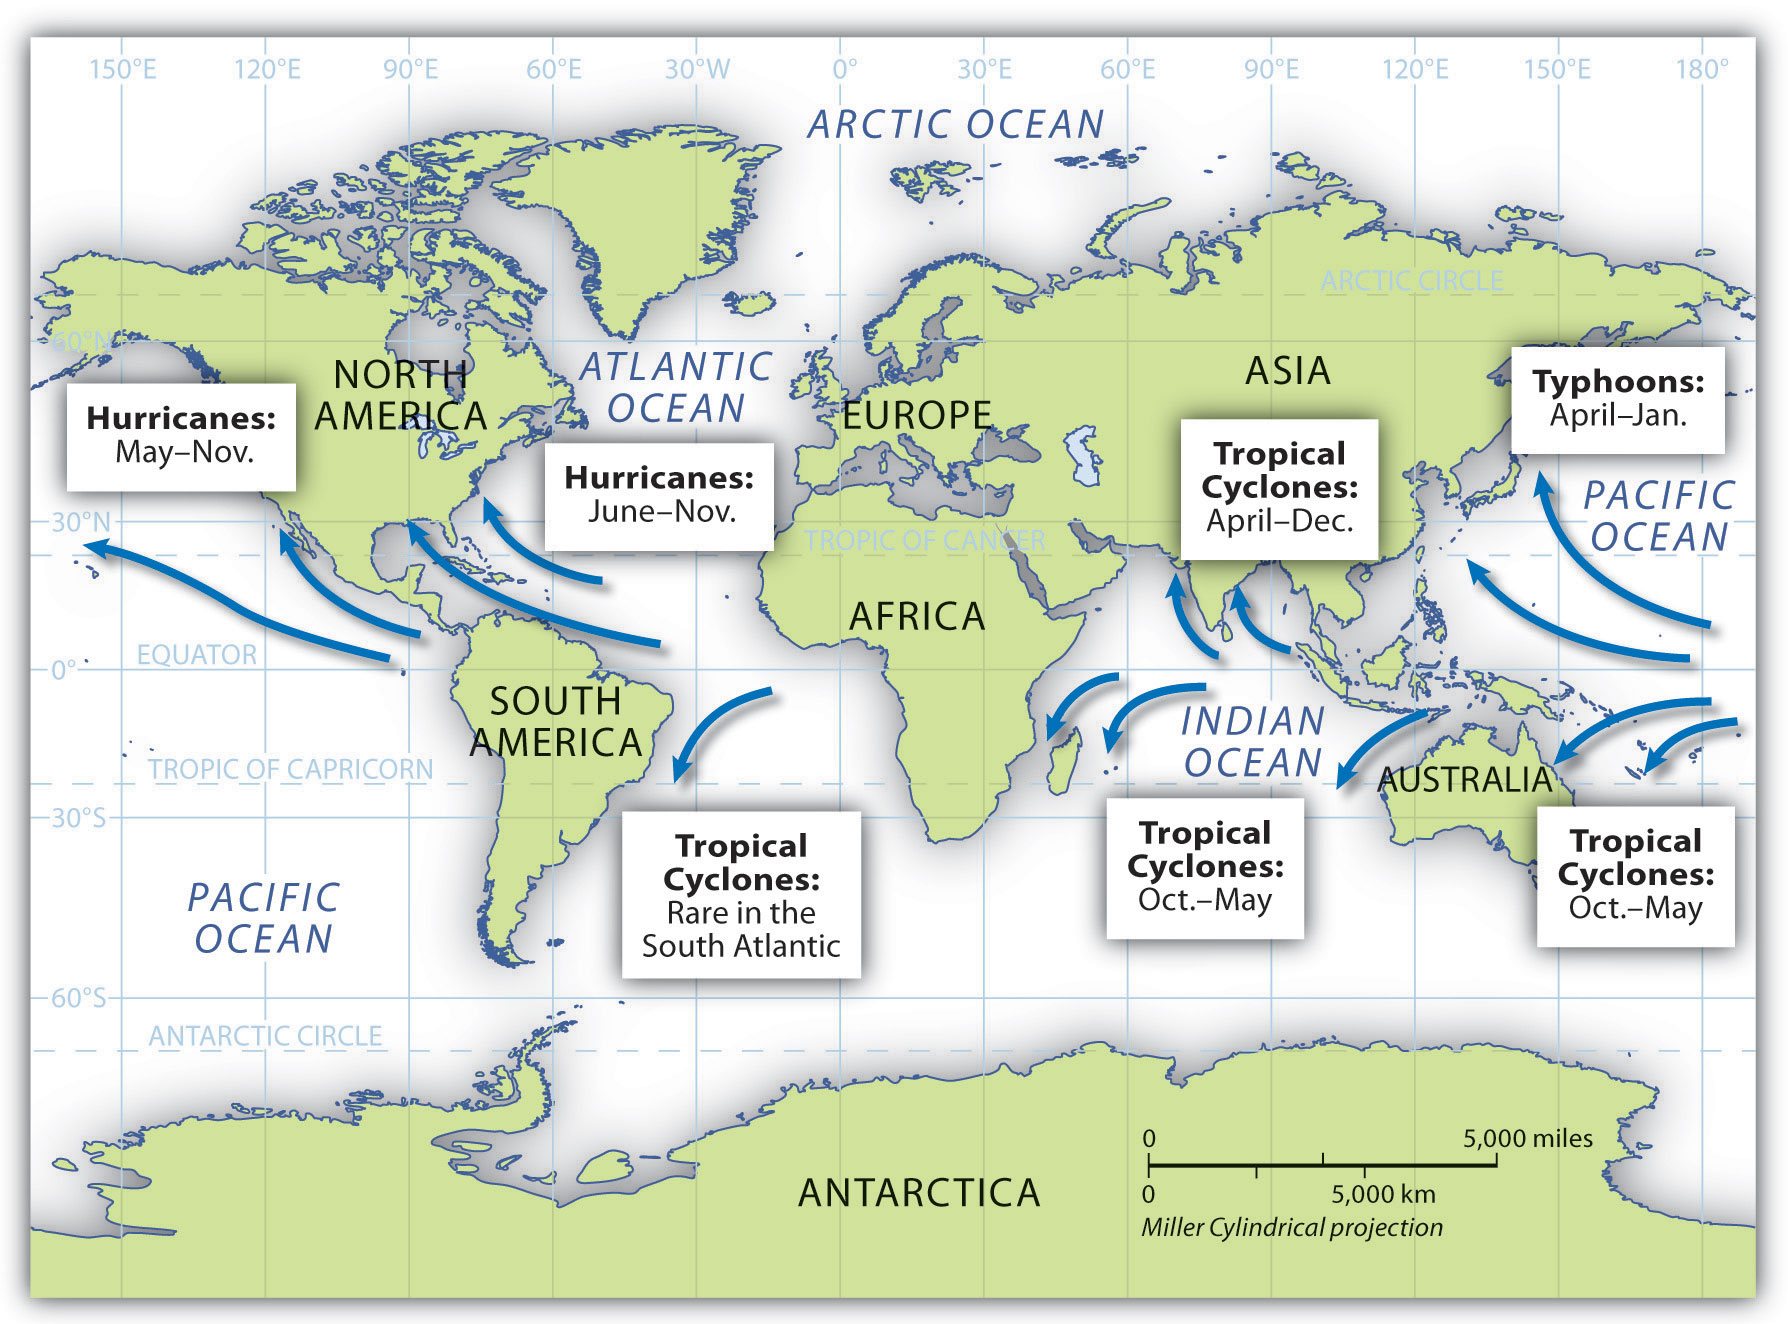 150°E 120°E 90°E 60°E 30°W 0° 30°E 60°E 90°E 120°E 150°E 180°
ARCTIC OCEAN
ARCTIC CIRCLE
60°N
NORTH
AMERICA
ATLANTIC
OCEAN
EUROPE
ASIA
Typhoons:
April–Jan.
Hurricanes:
May–Nov.
Hurricanes:
June–Nov.
Tropical
Cyclones:
April–Dec.
PACIFIC
OCEAN
30°N
TROPIC OF CANCER
AFRICA
EQUATOR
0°
SOUTH
AMERICA
INDIAN
OCEAN
TROPIC OF CAPRICORN
AUSTRALIA
30°S
Tropical
Cyclones:
Rare in the
South Atlantic
Tropical
Cyclones:
Oct.–May
Tropical
Cyclones:
Oct.–May
PACIFIC
OCEAN
60°S
ANTARCTIC CIRCLE
ANTARCTICA
0 5,000 miles
0 5,000 km
Miller Cylindrical projection